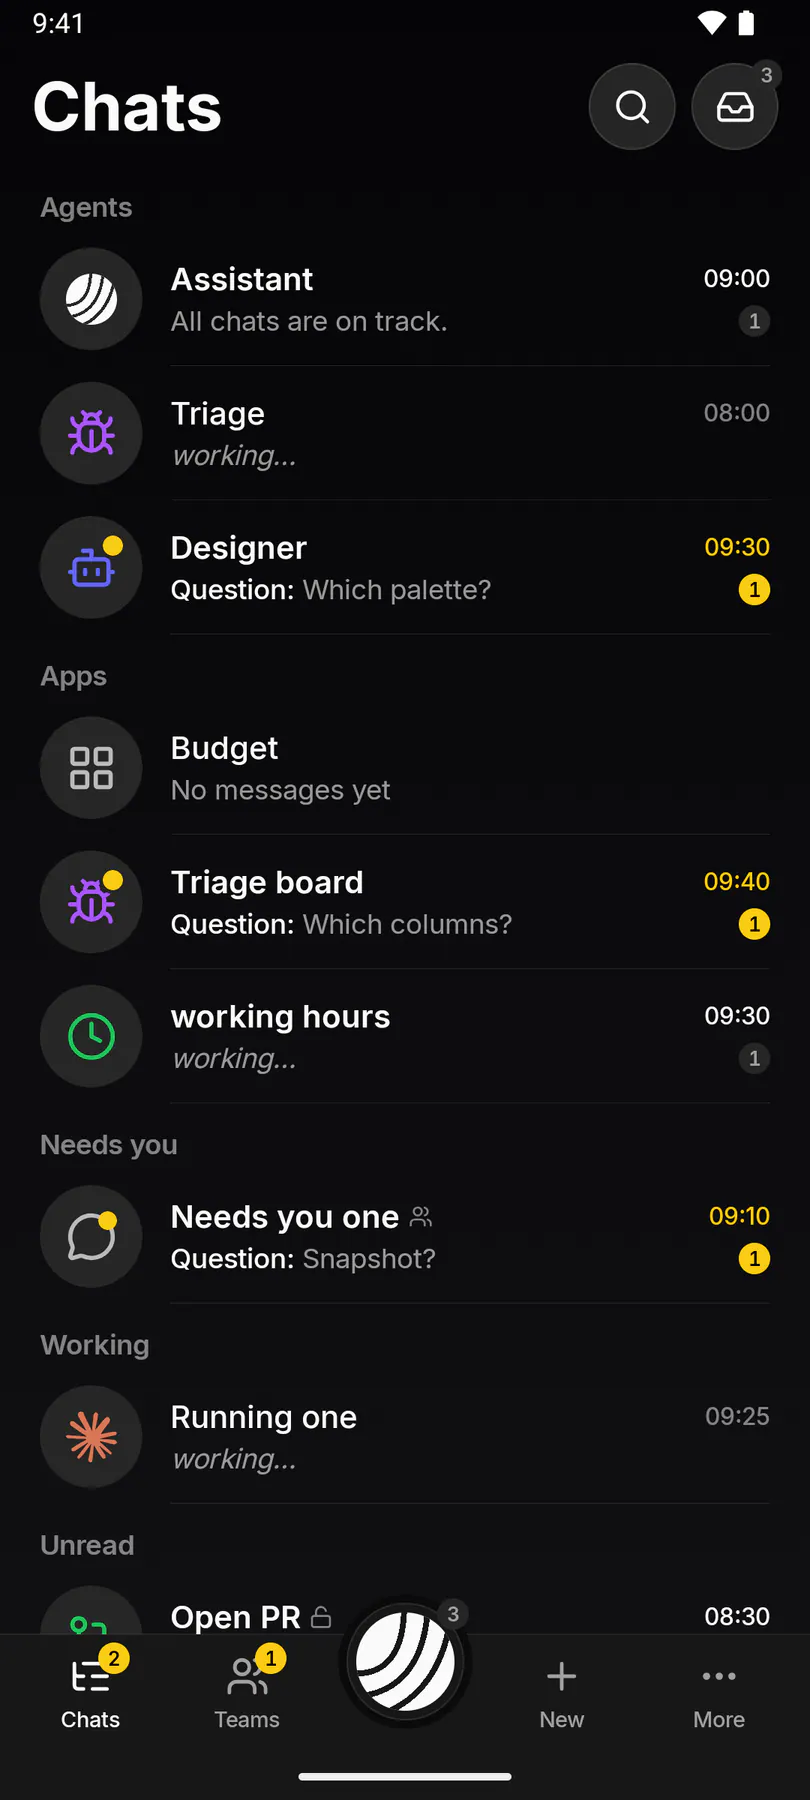 9:41
Chats
3
Agents
Assistant
09:00
All chats are on track.
1
Triage
08:00
working...
Designer
09:30
Question: Which palette?
1
Apps
Budget
No messages yet
Triage board
09:40
Question: Which columns?
1
working hours
09:30
working...
1
Needs you
Needs you one
09:10
Question: Snapshot?
1
Working
Running one
09:25
working...
Unread
Open PR
08:30
3
2
1
Chats
Teams
New
More